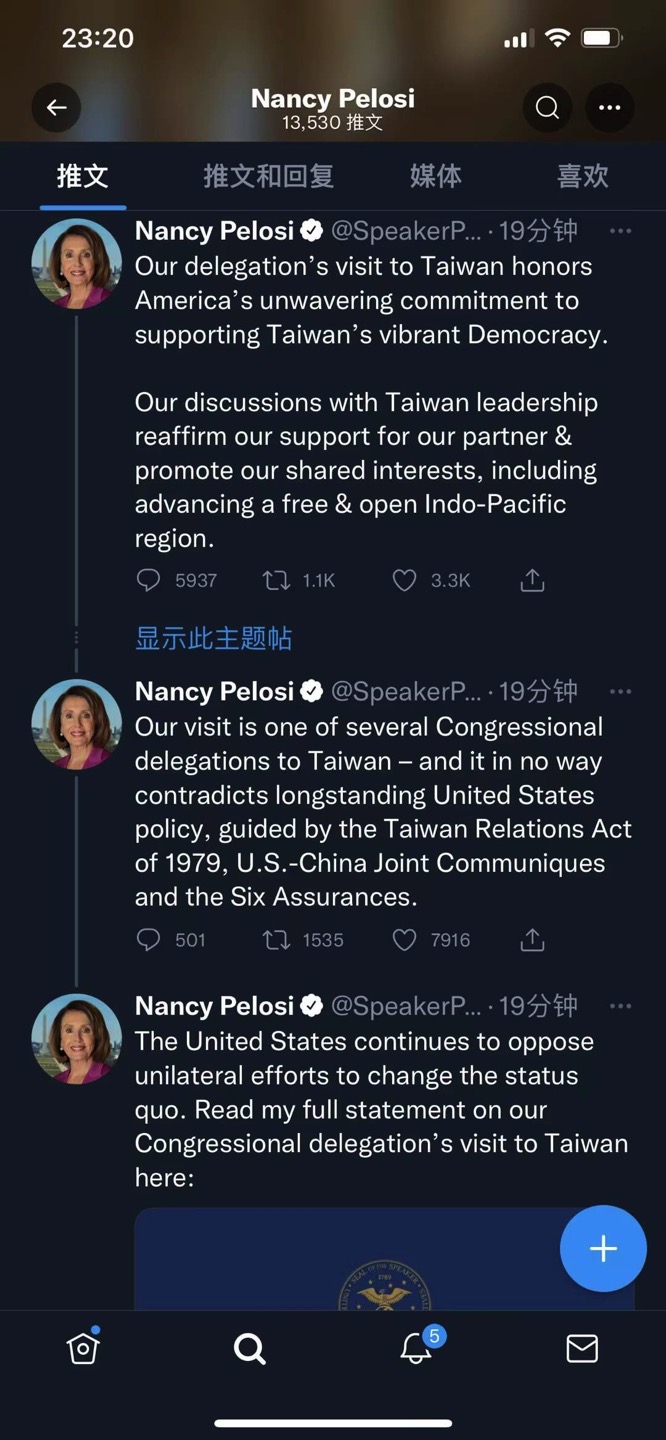 23:20
Nancy Pelosi
13,530 推文
推文 推文和回复 媒体 喜欢
Nancy Pelosi @SpeakerP... · 19分钟
Our delegation’s visit to Taiwan honors
America’s unwavering commitment to
supporting Taiwan’s vibrant Democracy.
Our discussions with Taiwan leadership
reaffirm our support for our partner &
promote our shared interests, including
advancing a free & open Indo-Pacific
region.
5937 1.1K 3.3K
显示此主题帖
Nancy Pelosi @SpeakerP... · 19分钟
Our visit is one of several Congressional
delegations to Taiwan – and it in no way
contradicts longstanding United States
policy, guided by the Taiwan Relations Act
of 1979, U.S.-China Joint Communiques
and the Six Assurances.
501 1535 7916
Nancy Pelosi @SpeakerP... · 19分钟
The United States continues to oppose
unilateral efforts to change the status
quo. Read my full statement on our
Congressional delegation’s visit to Taiwan
here:
SEAL OF THE SPEAKER
1789
5